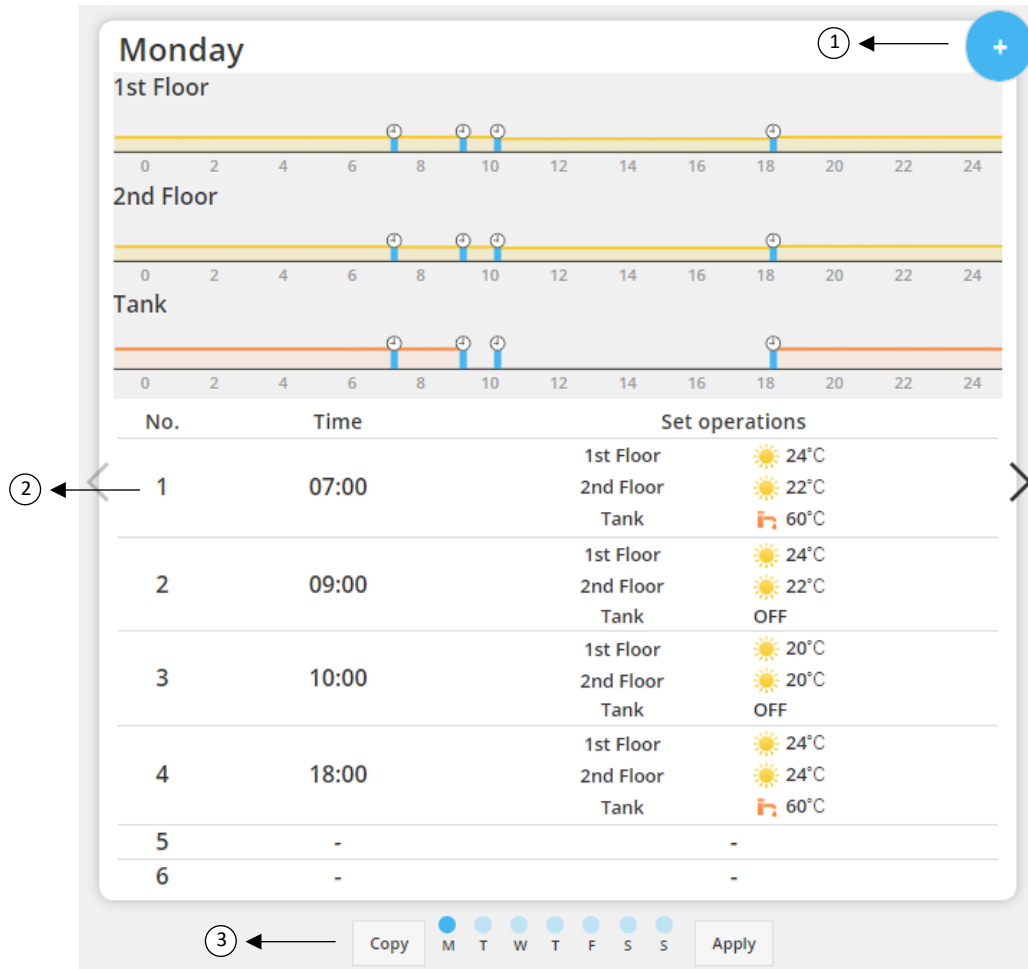 Monday
1
+
1st Floor
0 2 4 6 8 10 12 14 16 18 20 22 24
2nd Floor
0 2 4 6 8 10 12 14 16 18 20 22 24
Tank
0 2 4 6 8 10 12 14 16 18 20 22 24
No. Time Set operations
1st Floor 24°C
2 1 07:00 2nd Floor 22°C
Tank 60°C
1st Floor 24°C
2 09:00 2nd Floor 22°C
Tank OFF
1st Floor 20°C
3 10:00 2nd Floor 20°C
Tank OFF
1st Floor 24°C
4 18:00 2nd Floor 24°C
Tank 60°C
5 - -
6 - -
3 Copy M T W T F S S Apply